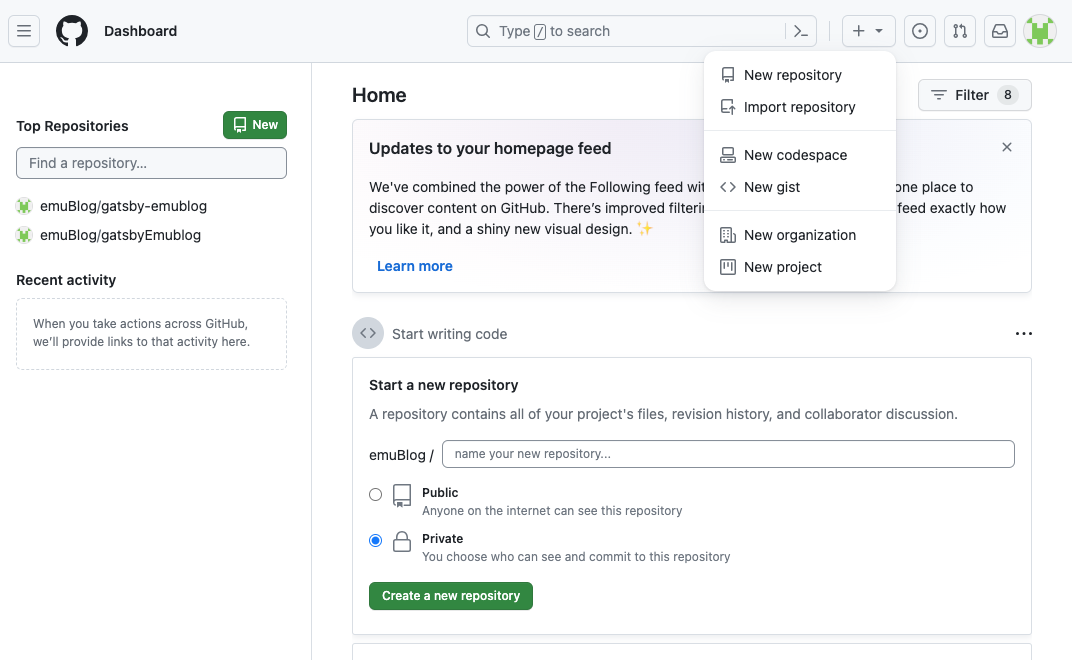 Dashboard
Type / to search
Top Repositories
New
Find a repository...
emuBlog/gatsby-emublog
emuBlog/gatsbyEmublog
Recent activity
When you take actions across GitHub,
we'll provide links to that activity here.
Home
Filter 8
Updates to your homepage feed
We've combined the power of the Following feed wit
one place to
discover content on GitHub. There's improved filterin
feed exactly how
you like it, and a shiny new visual design. ✨
Learn more
New repository
Import repository
New codespace
New gist
New organization
New project
Start writing code
Start a new repository
A repository contains all of your project's files, revision history, and collaborator discussion.
emuBlog /
name your new repository...
Public
Anyone on the internet can see this repository
Private
You choose who can see and commit to this repository
Create a new repository